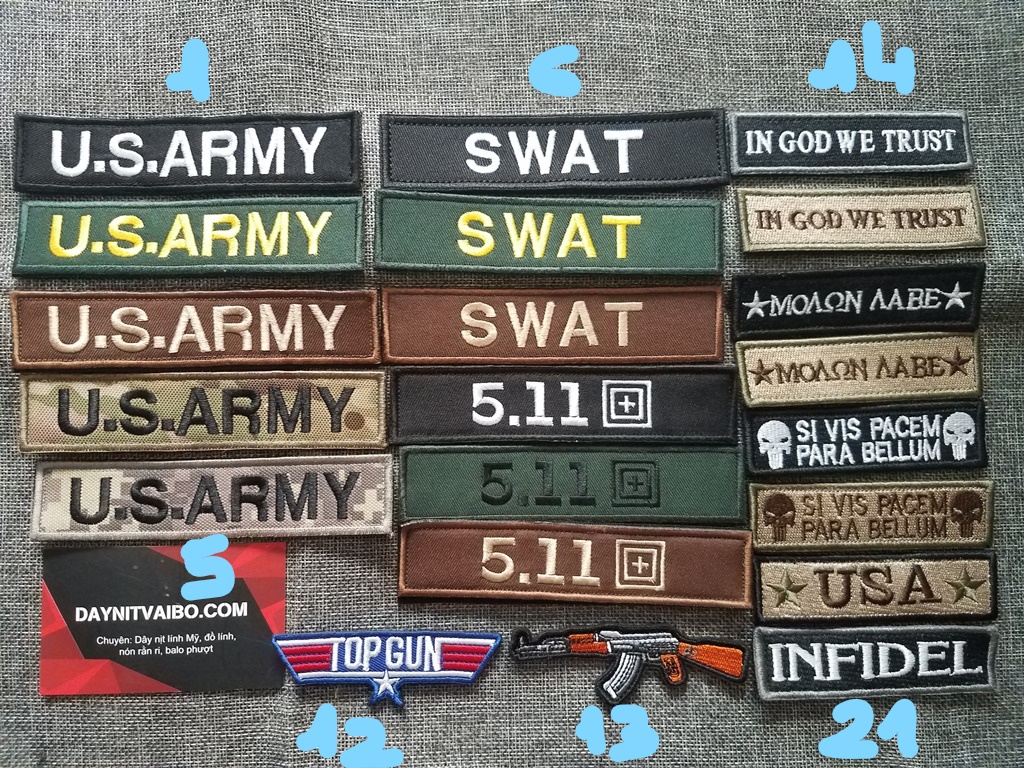 1
6
14
U.S.ARMY
U.S.ARMY
U.S.ARMY
U.S.ARMY
U.S.ARMY
5
DAYNITVAIBO.COM
Chuyên: Dây nịt lính Mỹ, đồ lính,
nón rằn ri, balo phượt
SWAT
SWAT
SWAT
5.11
5.11
5.11
IN GOD WE TRUST
IN GOD WE TRUST
ΜΟΛΩΝ ΛΑΒΕ
ΜΟΛΩΝ ΛΑΒΕ
SI VIS PACEM
PARA BELLUM
SI VIS PACEM
PARA BELLUM
USA
INFIDEL
TOP GUN
12
13
21